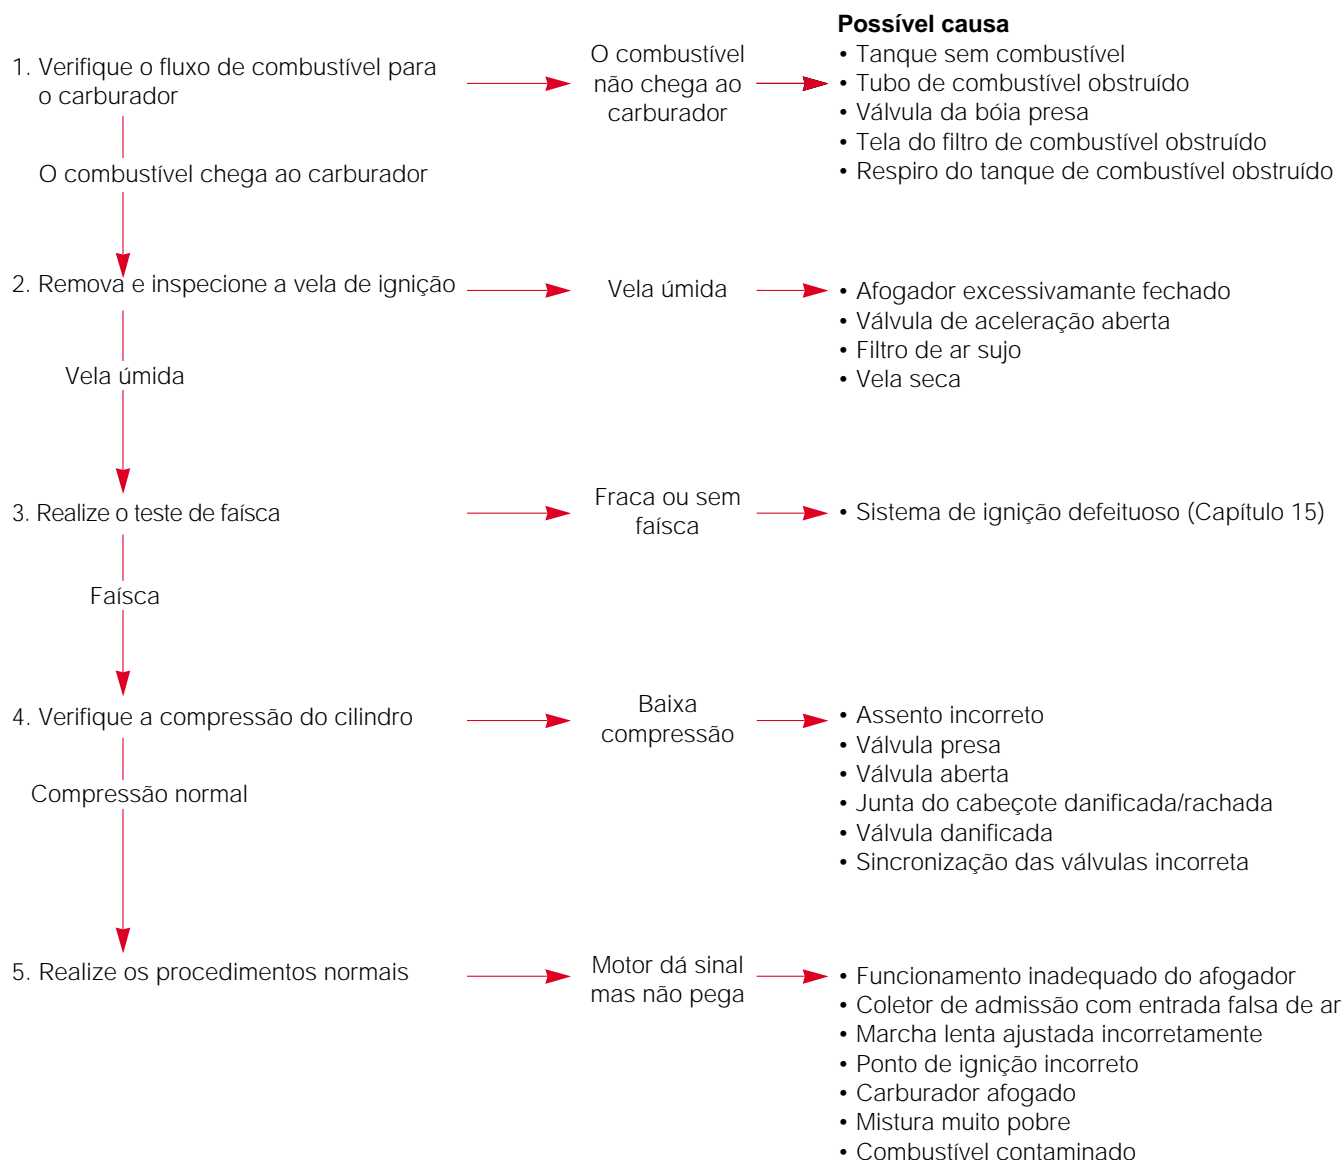 Possível causa
1. Verifique o fluxo de combustível para
o carburador
O combustível
não chega ao
carburador
• Tanque sem combustível
• Tubo de combustível obstruído
• Válvula da bóia presa
• Tela do filtro de combustível obstruído
• Respiro do tanque de combustível obstruído
O combustível chega ao carburador
2. Remova e inspecione a vela de ignição
Vela úmida
• Afogador excessivamante fechado
• Válvula de aceleração aberta
• Filtro de ar sujo
• Vela seca
Vela úmida
3. Realize o teste de faísca
Fraca ou sem
faísca
• Sistema de ignição defeituoso (Capítulo 15)
Faísca
4. Verifique a compressão do cilindro
Baixa
compressão
• Assento incorreto
• Válvula presa
• Válvula aberta
• Junta do cabeçote danificada/rachada
• Válvula danificada
• Sincronização das válvulas incorreta
Compressão normal
5. Realize os procedimentos normais
Motor dá sinal
mas não pega
• Funcionamento inadequado do afogador
• Coletor de admissão com entrada falsa de ar
• Marcha lenta ajustada incorretamente
• Ponto de ignição incorreto
• Carburador afogado
• Mistura muito pobre
• Combustível contaminado